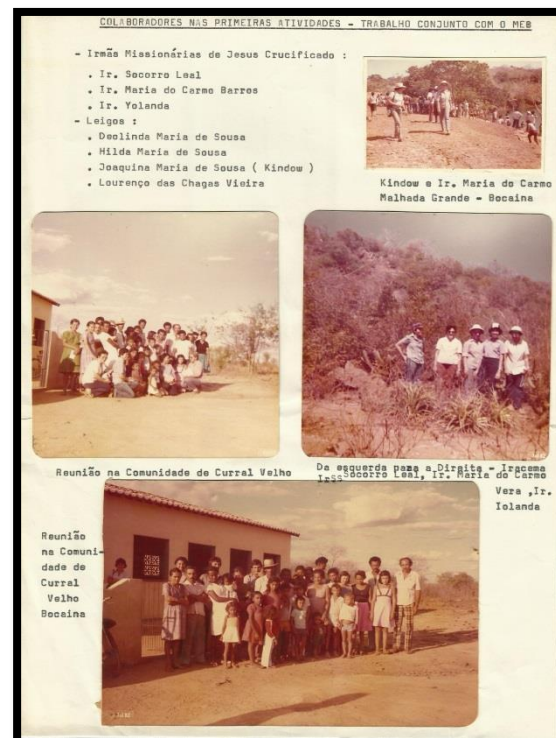 COLABORADORES NAS PRIMEIRAS ATIVIDADES - TRABALHO CONJUNTO COM O MEB
- Irmãs Missionárias de Jesus Crucificado :
. Ir. Socorro Leal
. Ir. Maria do Carmo Barros
. Ir. Yolanda
- Leigos :
. Deolinda Maria de Sousa
. Hilda Maria de Sousa
. Joaquina Maria de Sousa ( Kindow )
. Lourenço das Chagas Vieira
Kindow e Ir. Maria do Carmo
Malhada Grande - Bocaina
Reunião na Comunidade de Curral Velho
Da esquerda para a Direita - Iracema
IrSS Socorro Leal, Ir. Maria do Carmo
Vera ,Ir.
Iolanda
Reunião
na Comuni-
dade de
Curral
Velho
Bocaina